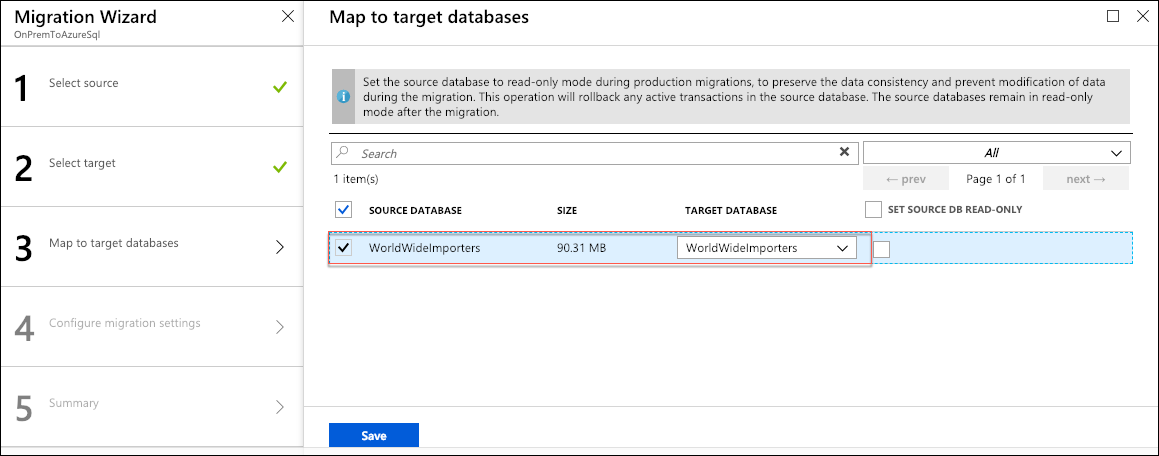 Migration Wizard
OnPremToAzureSql
1
Select source
2
Select target
3
Map to target databases
4
Configure migration settings
5
Summary
Map to target databases
Set the source database to read-only mode during production migrations, to preserve the data consistency and prevent modification of data
during the migration. This operation will rollback any active transactions in the source database. The source databases remain in read-only
mode after the migration.
Search
All
1 item(s)
← prev
Page 1 of 1
next →
SOURCE DATABASE SIZE TARGET DATABASE SET SOURCE DB READ-ONLY
WorldWideImporters 90.31 MB WorldWideImporters
Save